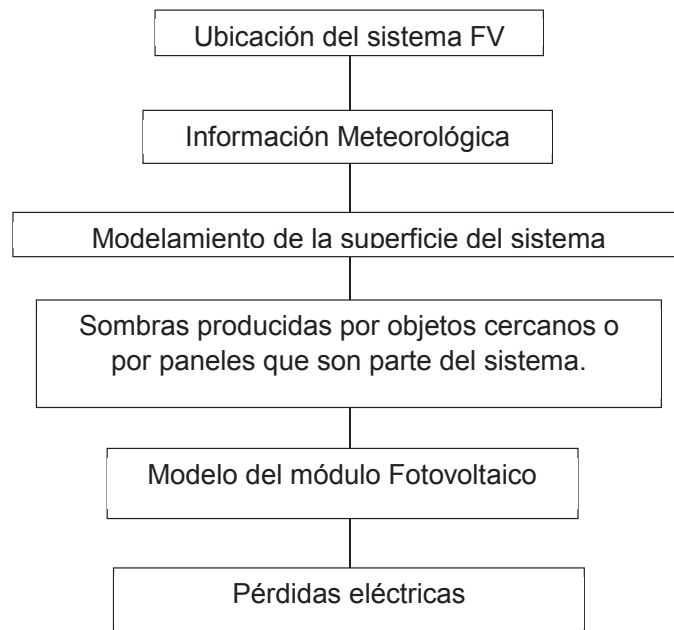 Ubicación del sistema FV
Información Meteorológica
Modelamiento de la superficie del sistema
Sombras producidas por objetos cercanos o
por paneles que son parte del sistema.
Modelo del módulo Fotovoltaico
Pérdidas eléctricas